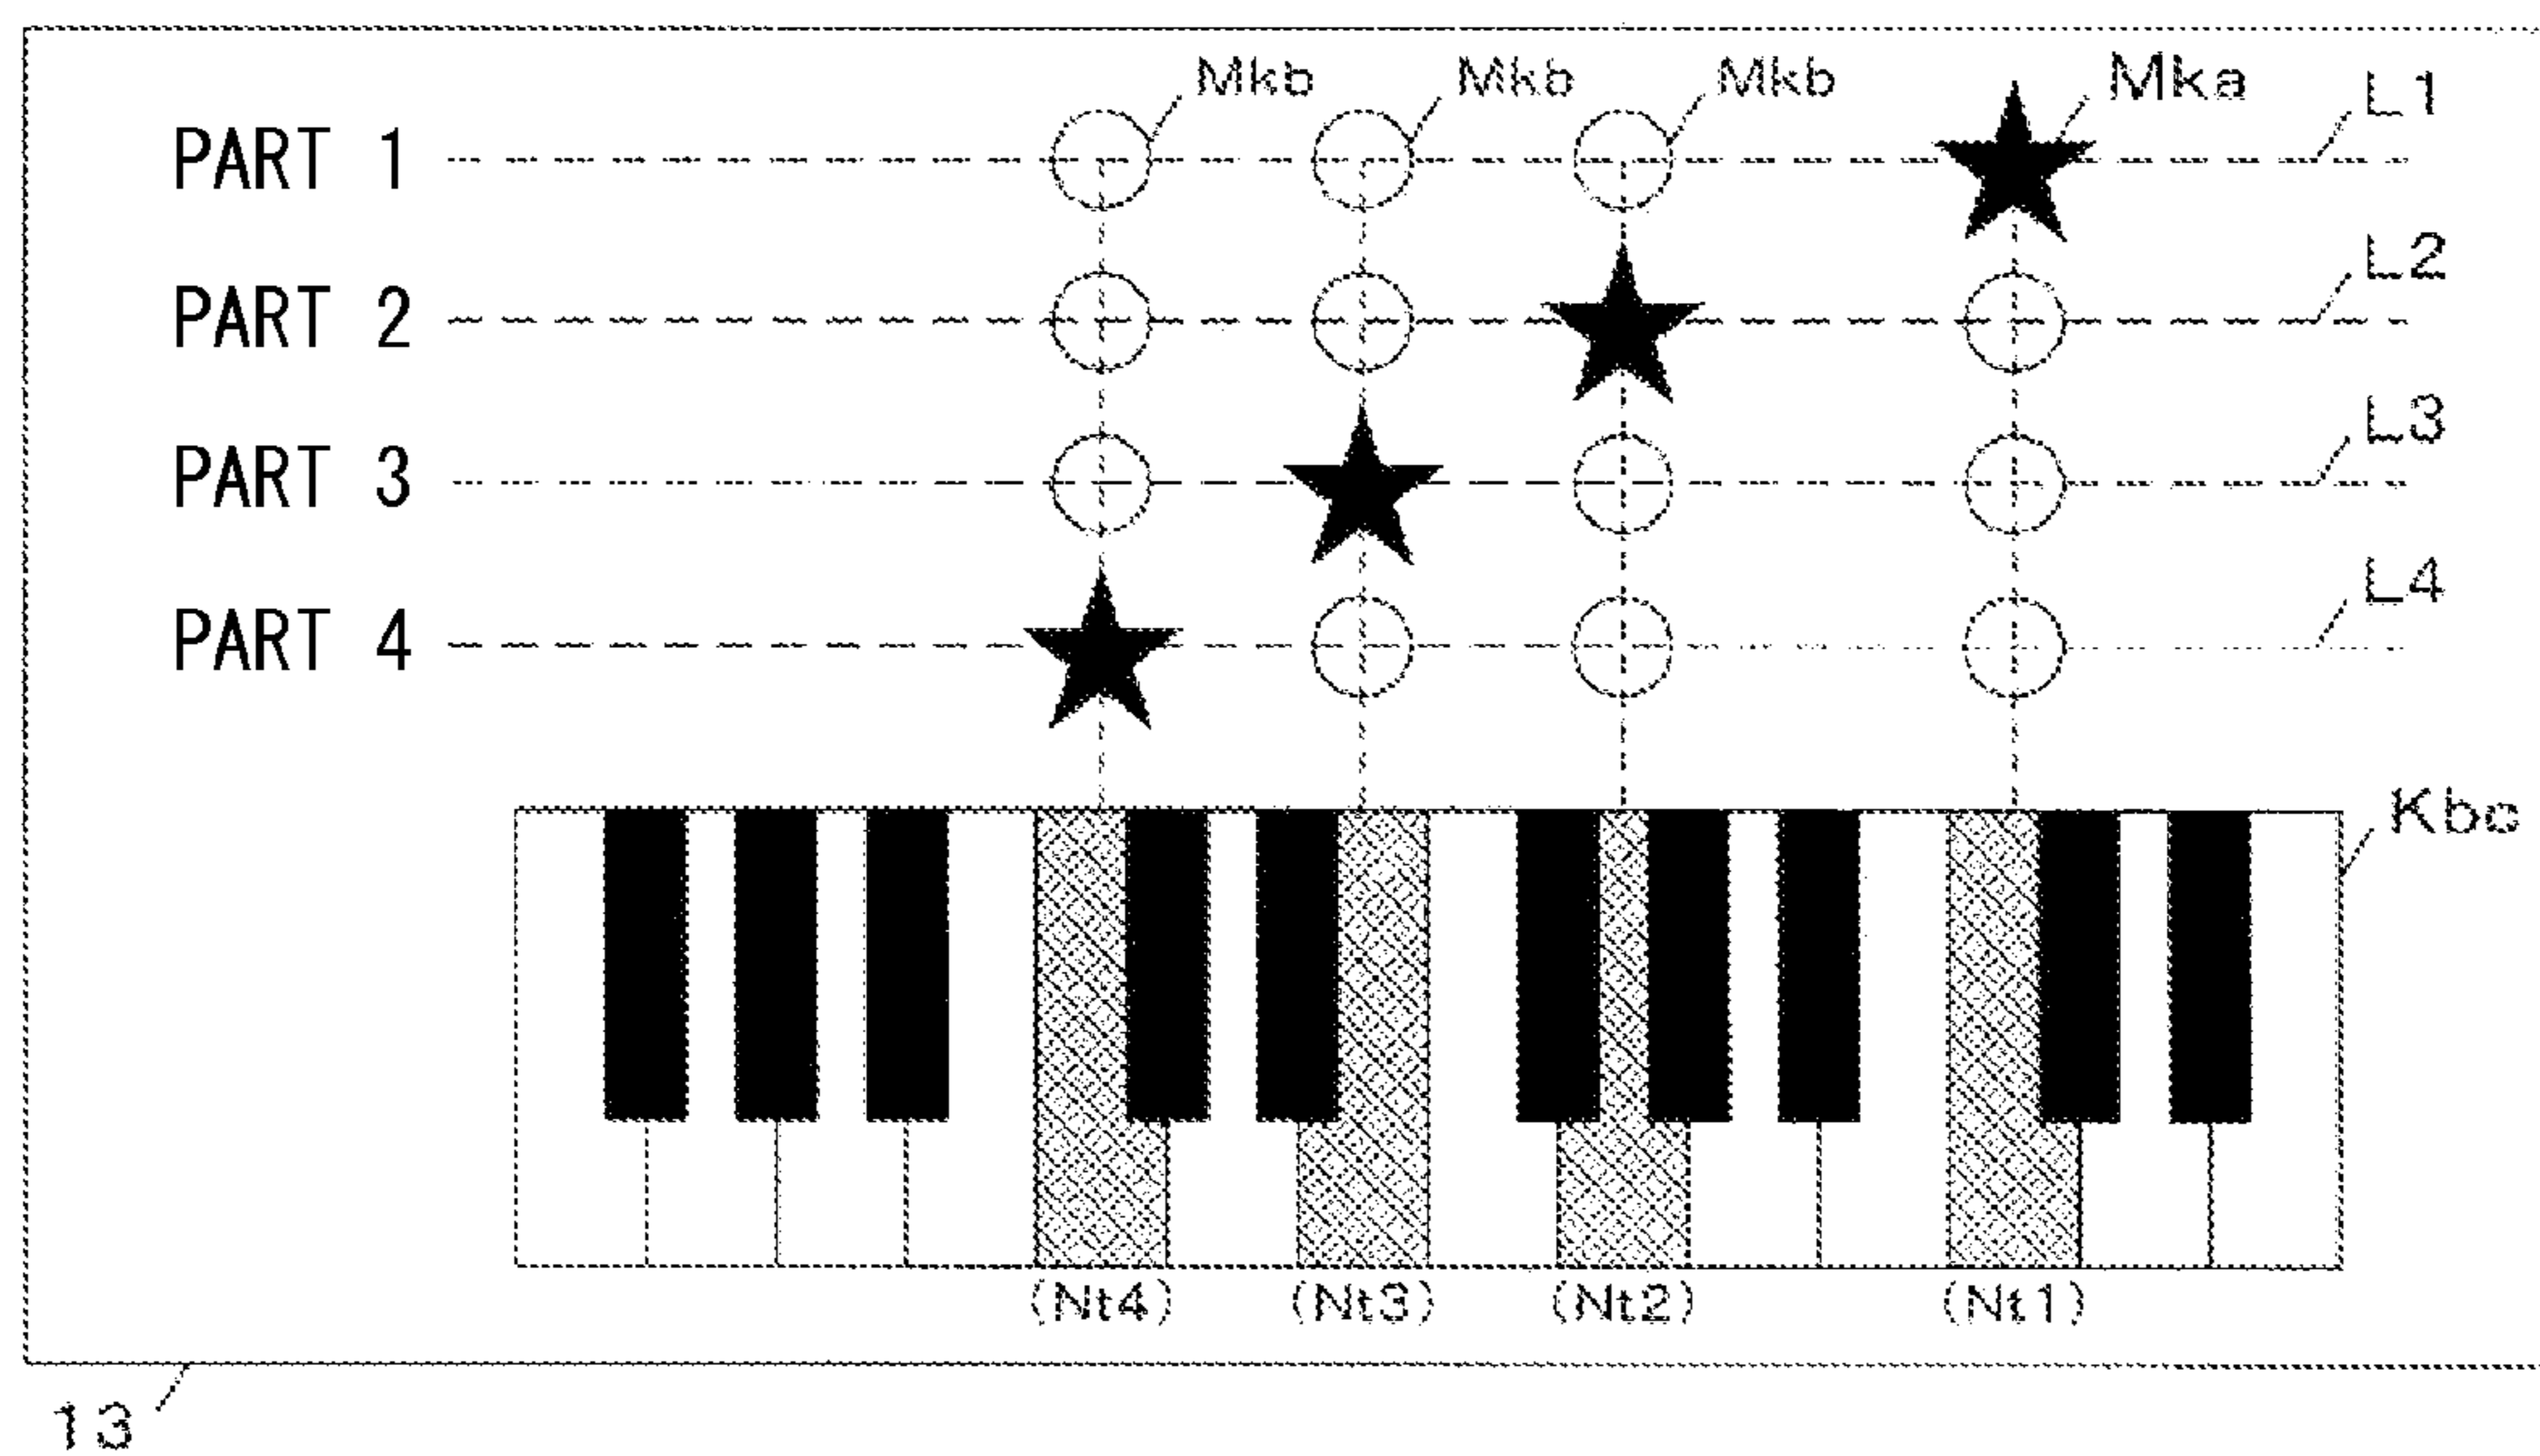 Mkb Mkb Mkb Mka L1
PART 1
L2
PART 2
L3
PART 3
L4
PART 4
Kbc
(Nt4) (Nt3) (Nt2) (Nt1)
13